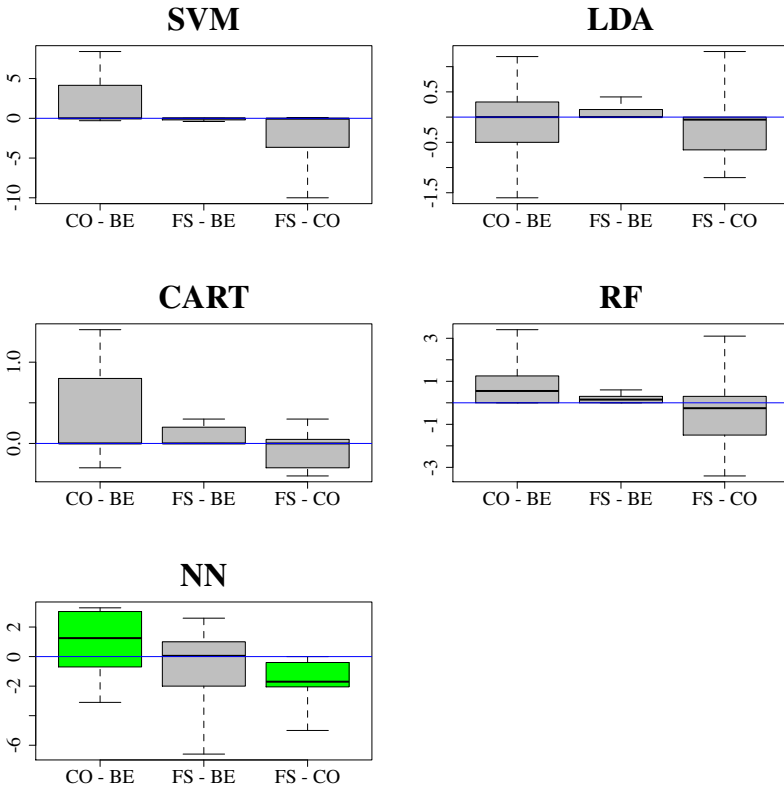 SVM
5
0
-5
-10
CO - BE FS - BE FS - CO
LDA
0.5
-0.5
-1.5
CO - BE FS - BE FS - CO
CART
1.0
0.0
CO - BE FS - BE FS - CO
RF
3
1
-1
-3
CO - BE FS - BE FS - CO
NN
2
0
-2
-6
CO - BE FS - BE FS - CO